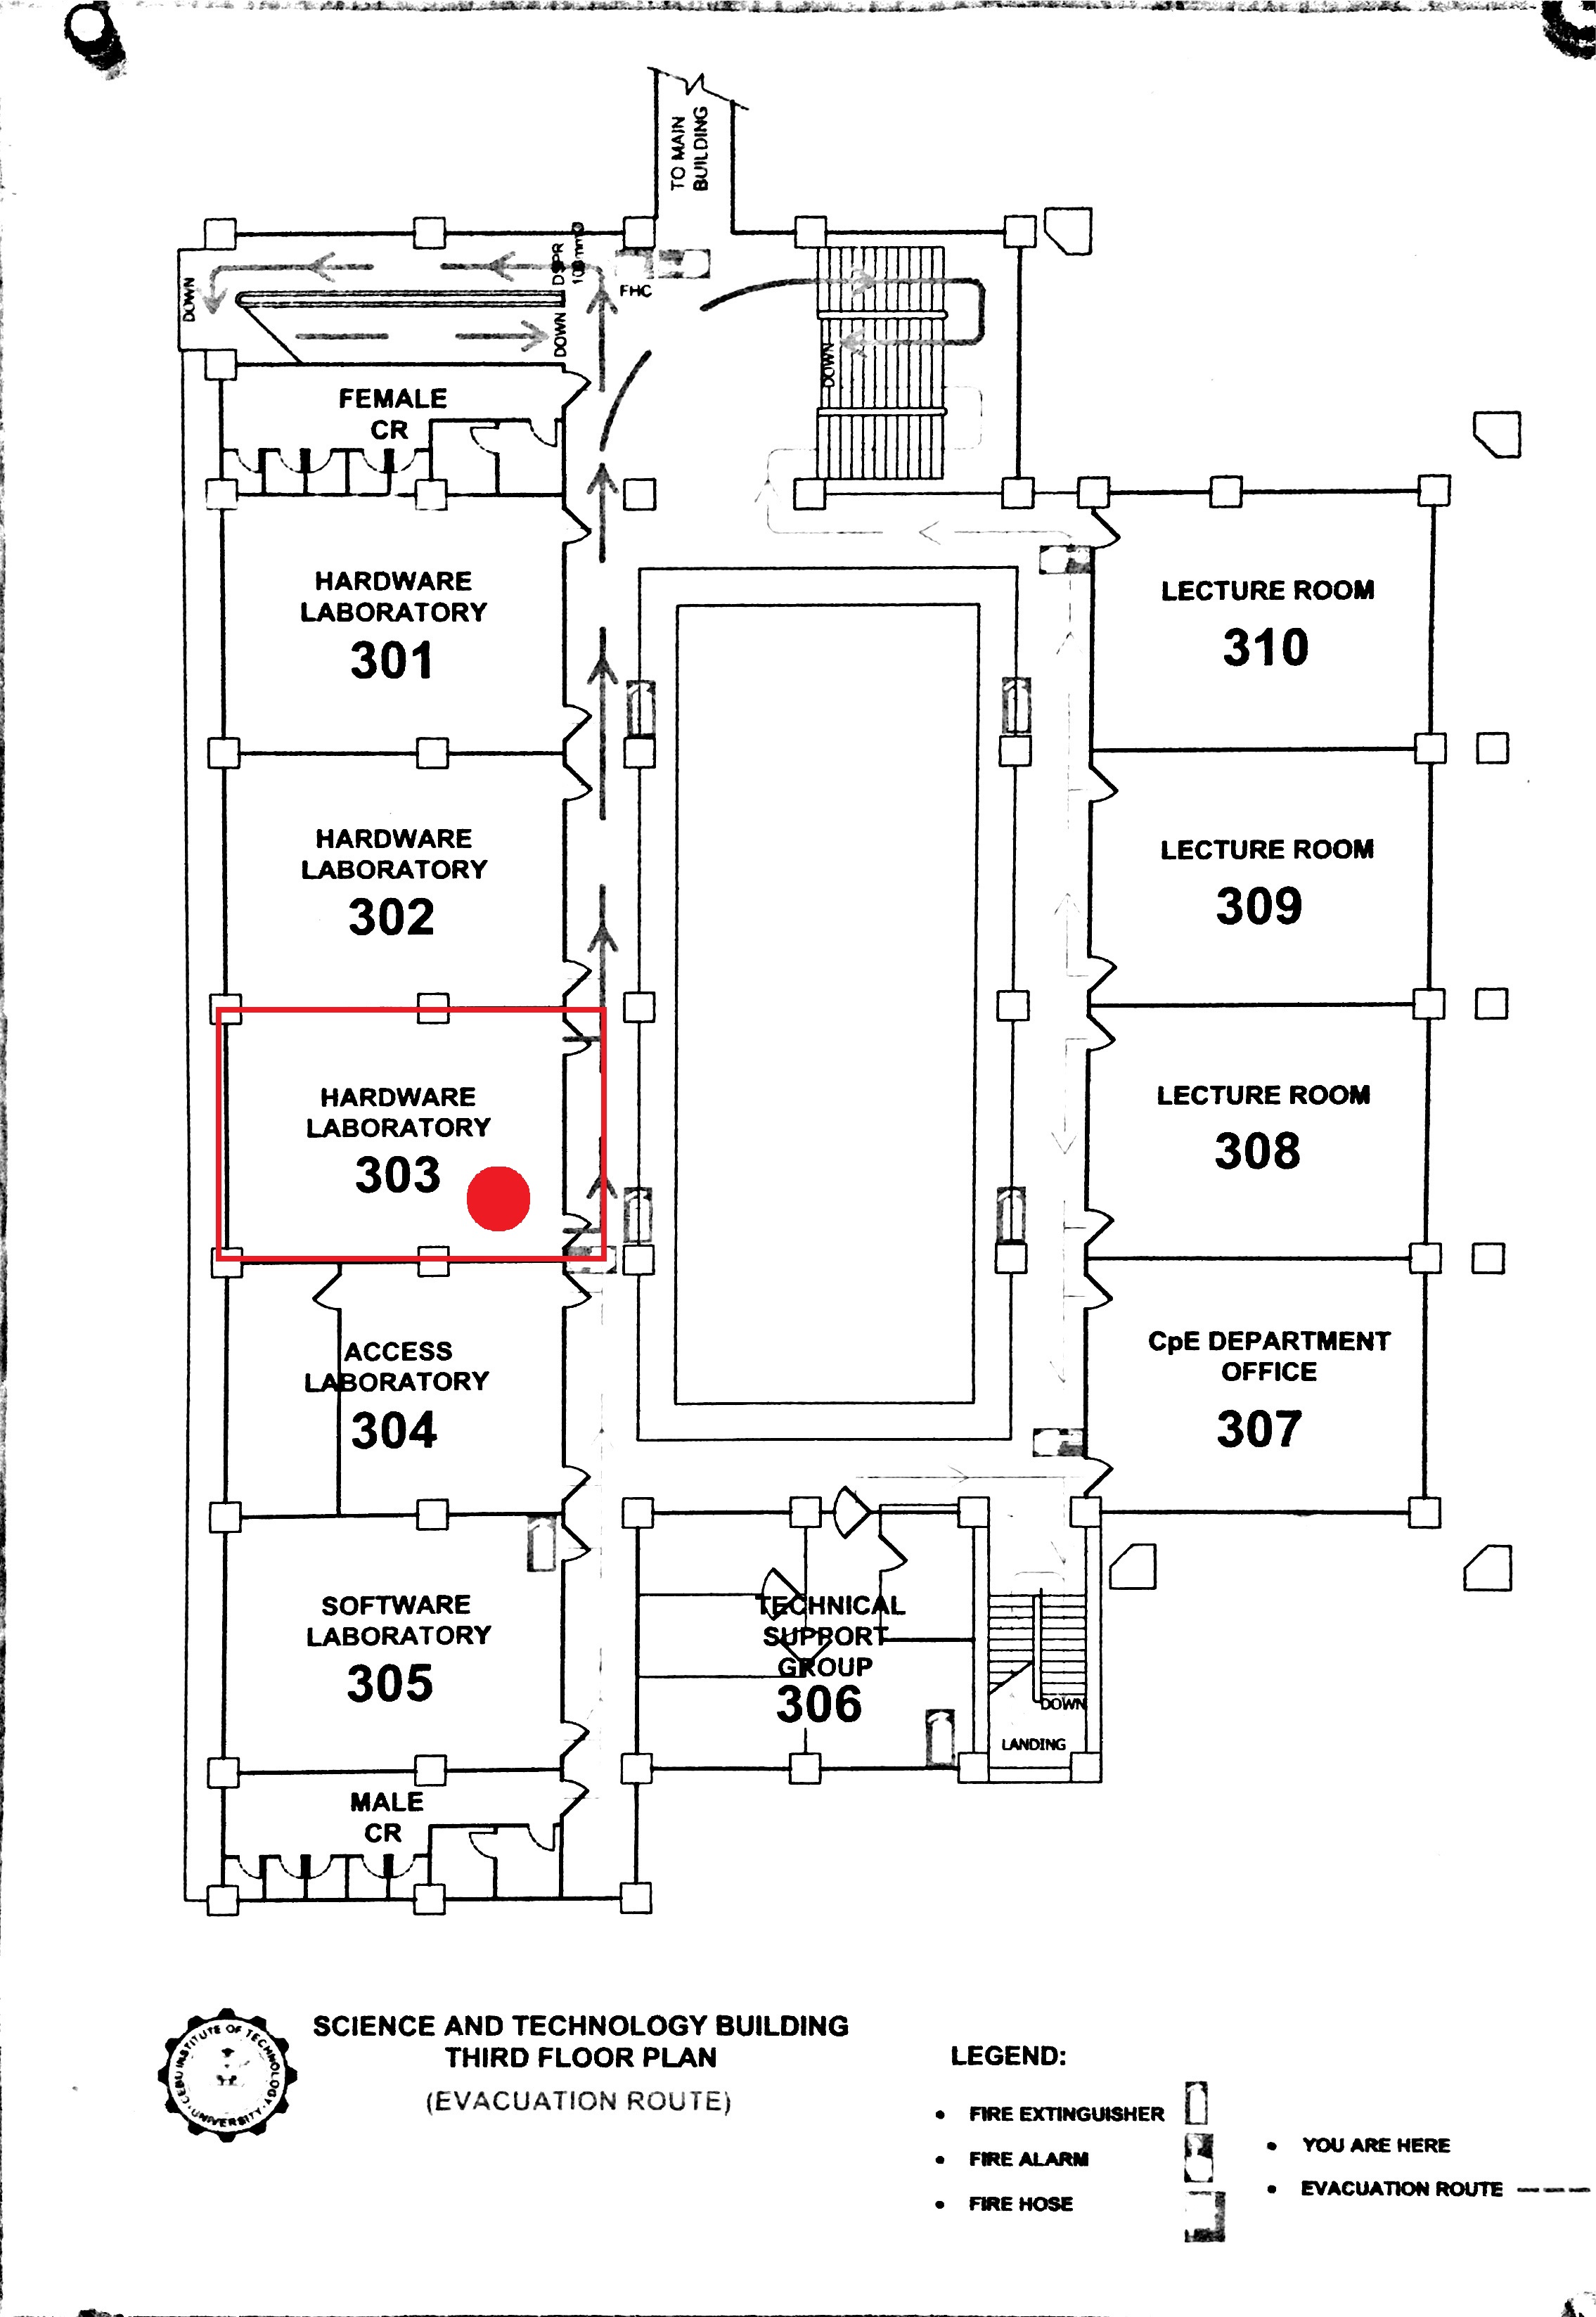 TO MAIN
BUILDING
DOWN
DSPR
100mmØ
FHC
DOWN
DOWN
FEMALE
CR
HARDWARE
LABORATORY
301
LECTURE ROOM
310
HARDWARE
LABORATORY
302
LECTURE ROOM
309
HARDWARE
LABORATORY
303
LECTURE ROOM
308
ACCESS
LABORATORY
304
CpE DEPARTMENT
OFFICE
307
SOFTWARE
LABORATORY
305
TECHNICAL
SUPPORT
GROUP
306
DOWN
LANDING
MALE
CR
CEBU INSTITUTE OF TECHNOLOGY
UNIVERSITY
SCIENCE AND TECHNOLOGY BUILDING
THIRD FLOOR PLAN
(EVACUATION ROUTE)
LEGEND:
• FIRE EXTINGUISHER
• FIRE ALARM
• FIRE HOSE
• YOU ARE HERE
• EVACUATION ROUTE